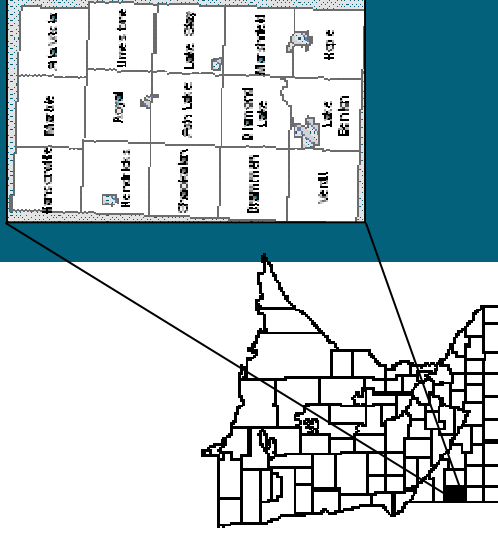 Hansonville
Marble
Alta Vista
Hendricks
Royal
Limestone
Shaokatan
Ash Lake
Lake Stay
Drammen
Diamond
Lake
Marshfield
Verdi
Lake
Benton
Hope